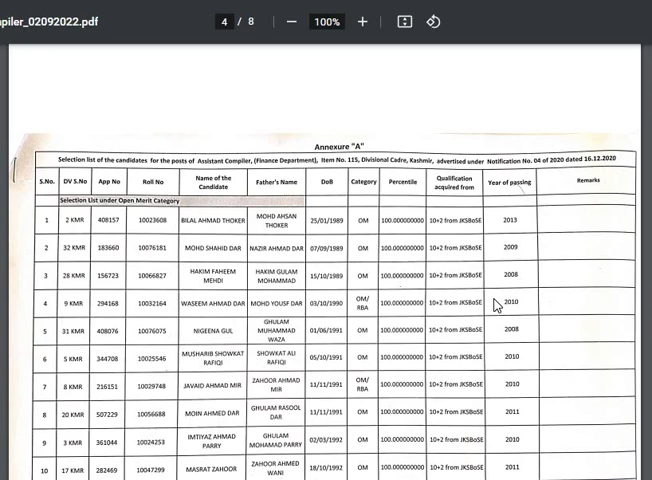 mpiler_02092022.pdf 4 / 8 100%
Annexure "A"
Selection list of the candidates for the posts of Assistant Compiler, (Finance Department), Item No. 115, Divisional Cadre, Kashmir, advertised under Notification No. 04 of 2020 dated 16.12.2020
S.No. DV S.No App No Roll No Name of the Candidate Father's Name DoB Category Percentile Qualification acquired from Year of passing Remarks
Selection List under Open Merit Category
1 2 KMR 408157 10023608 BILAL AHMAD THOKER MOHD AHSAN THOKER 25/01/1989 OM 100.000000000 10+2 from JKSBoSE 2013
2 32 KMR 183660 10076181 MOHD SHAHID DAR NAZIR AHMAD DAR 07/09/1989 OM 100.000000000 10+2 from JKSBoSE 2009
3 28 KMR 156723 10066827 HAKIM FAHEEM MEHDI HAKIM GULAM MOHAMMAD 15/10/1989 OM 100.000000000 10+2 from JKSBoSE 2008
4 9 KMR 294168 10032164 WASEEM AHMAD DAR MOHD YOUSF DAR 03/10/1990 OM/ RBA 100.000000000 10+2 from JKSBoSE 2010
5 31 KMR 408076 10076075 NIGEENA GUL GHULAM MUHAMMAD WAZA 01/06/1991 OM 100.000000000 10+2 from JKSBoSE 2008
6 5 KMR 344708 10025546 MUSHARIB SHOWKAT RAFIQI SHOWKAT ALI RAFIQI 05/10/1991 OM 100.000000000 10+2 from JKSBoSE 2010
7 8 KMR 216151 10029748 JAVAID AHMAD MIR ZAHOOR AHMAD MIR 11/11/1991 OM/ RBA 100.000000000 10+2 from JKSBoSE 2010
8 20 KMR 507229 10056688 MOIN AHMED DAR GHULAM RASOOL DAR 11/11/1991 OM 100.000000000 10+2 from JKSBoSE 2011
9 3 KMR 361044 10024253 IMTIYAZ AHMAD PARRY GHULAM MOHAMAD PARRY 02/03/1992 OM 100.000000000 10+2 from JKSBoSE 2010
10 17 KMR 282469 10047299 MASRAT ZAHOOR ZAHOOR AHMED WANI 18/10/1992 OM 100.000000000 10+2 from JKSBoSE 2011